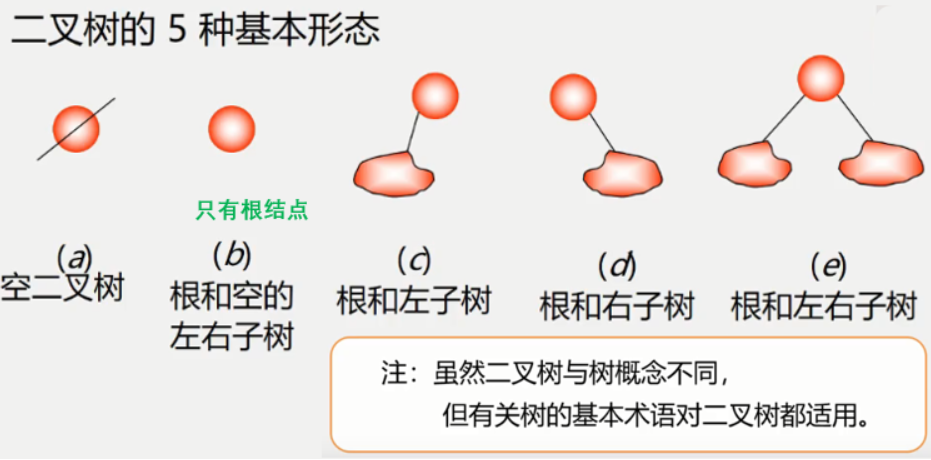 二叉树的 5 种基本形态
只有根结点
(a)
空二叉树
(b)
根和空的
左右子树
(c)
根和左子树
(d)
根和右子树
(e)
根和左右子树
注：虽然二叉树与树概念不同，
但有关树的基本术语对二叉树都适用。